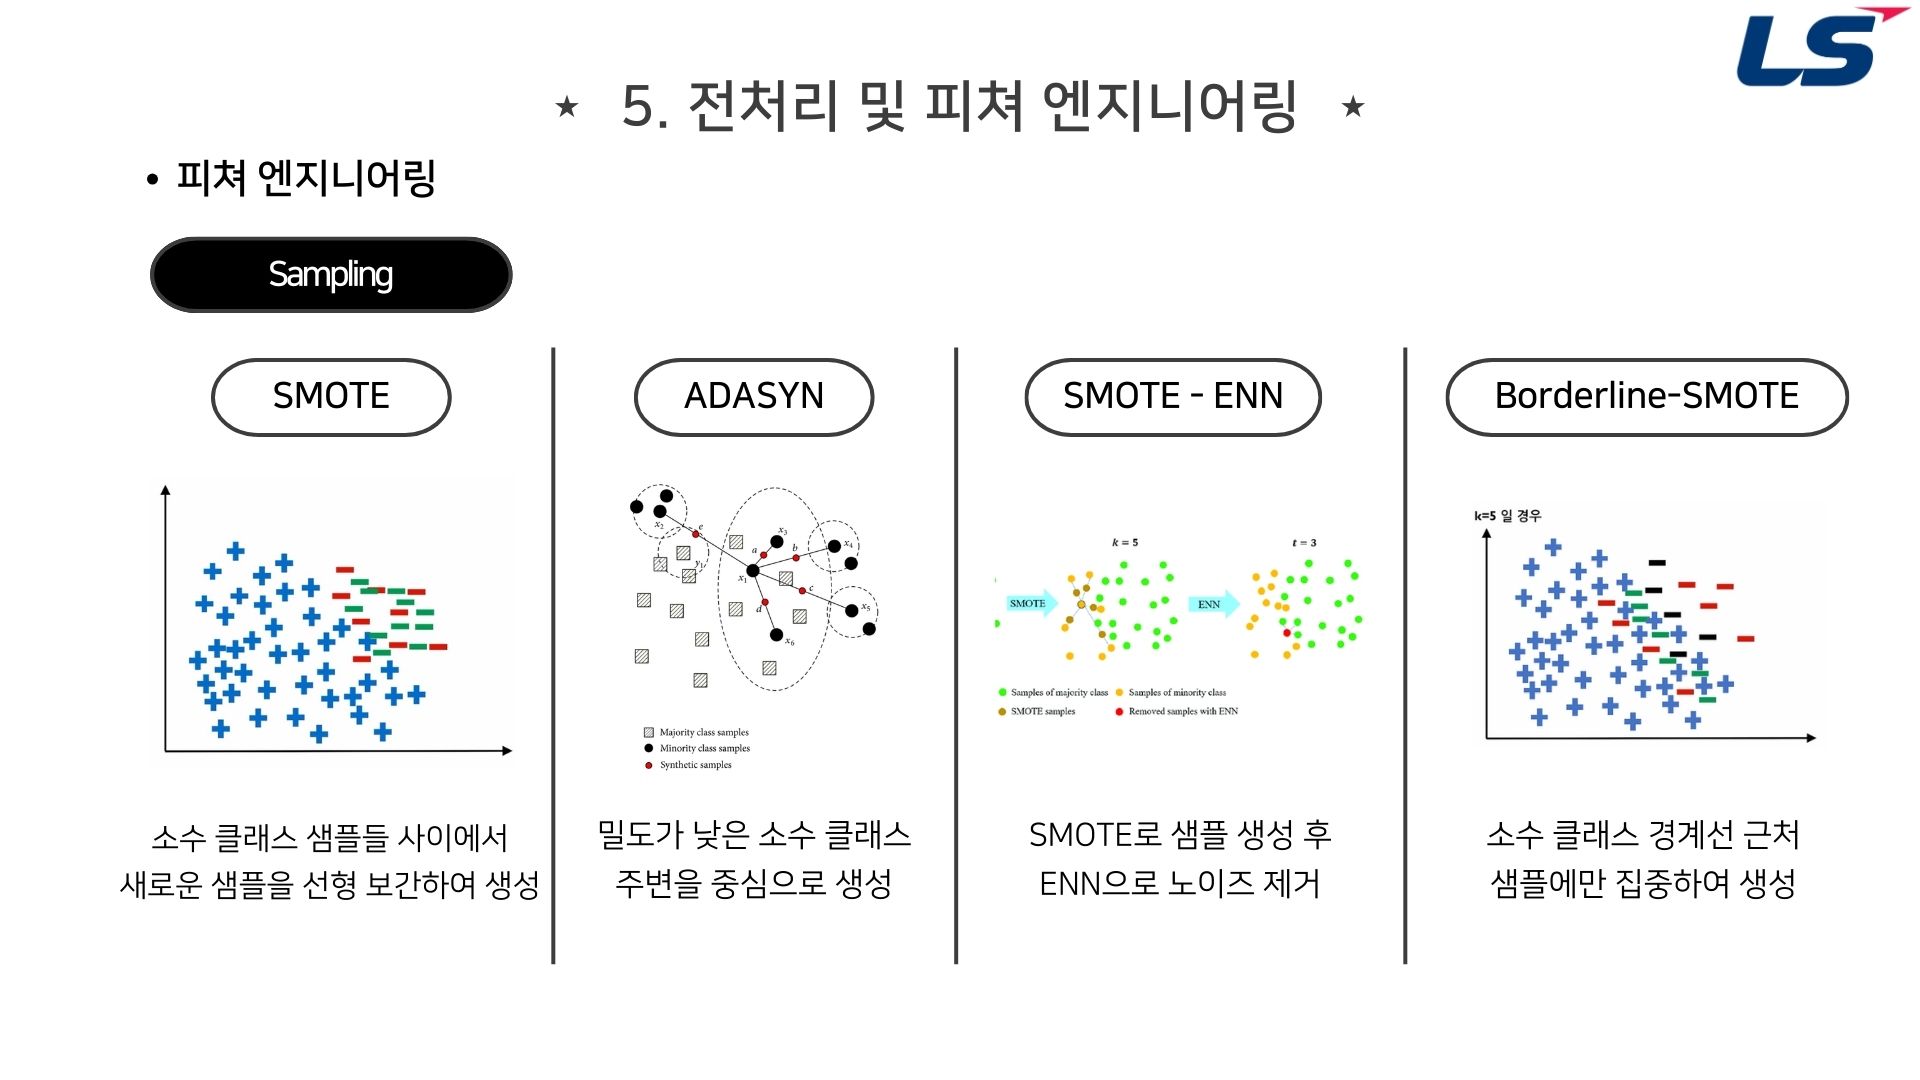 LS
★ 5. 전처리 및 피쳐 엔지니어링 ★
• 피쳐 엔지니어링
Sampling
SMOTE
소수 클래스 샘플들 사이에서
새로운 샘플을 선형 보간하여 생성
ADASYN
x2
e
y1
x3
a
b
x4
x1
c
d
x5
x6
Majority class samples
Minority class samples
Synthetic samples
밀도가 낮은 소수 클래스
주변을 중심으로 생성
SMOTE - ENN
k = 5
t = 3
SMOTE
ENN
Samples of majority class
Samples of minority class
SMOTE samples
Removed samples with ENN
SMOTE로 샘플 생성 후
ENN으로 노이즈 제거
Borderline-SMOTE
k=5 일 경우
소수 클래스 경계선 근처
샘플에만 집중하여 생성